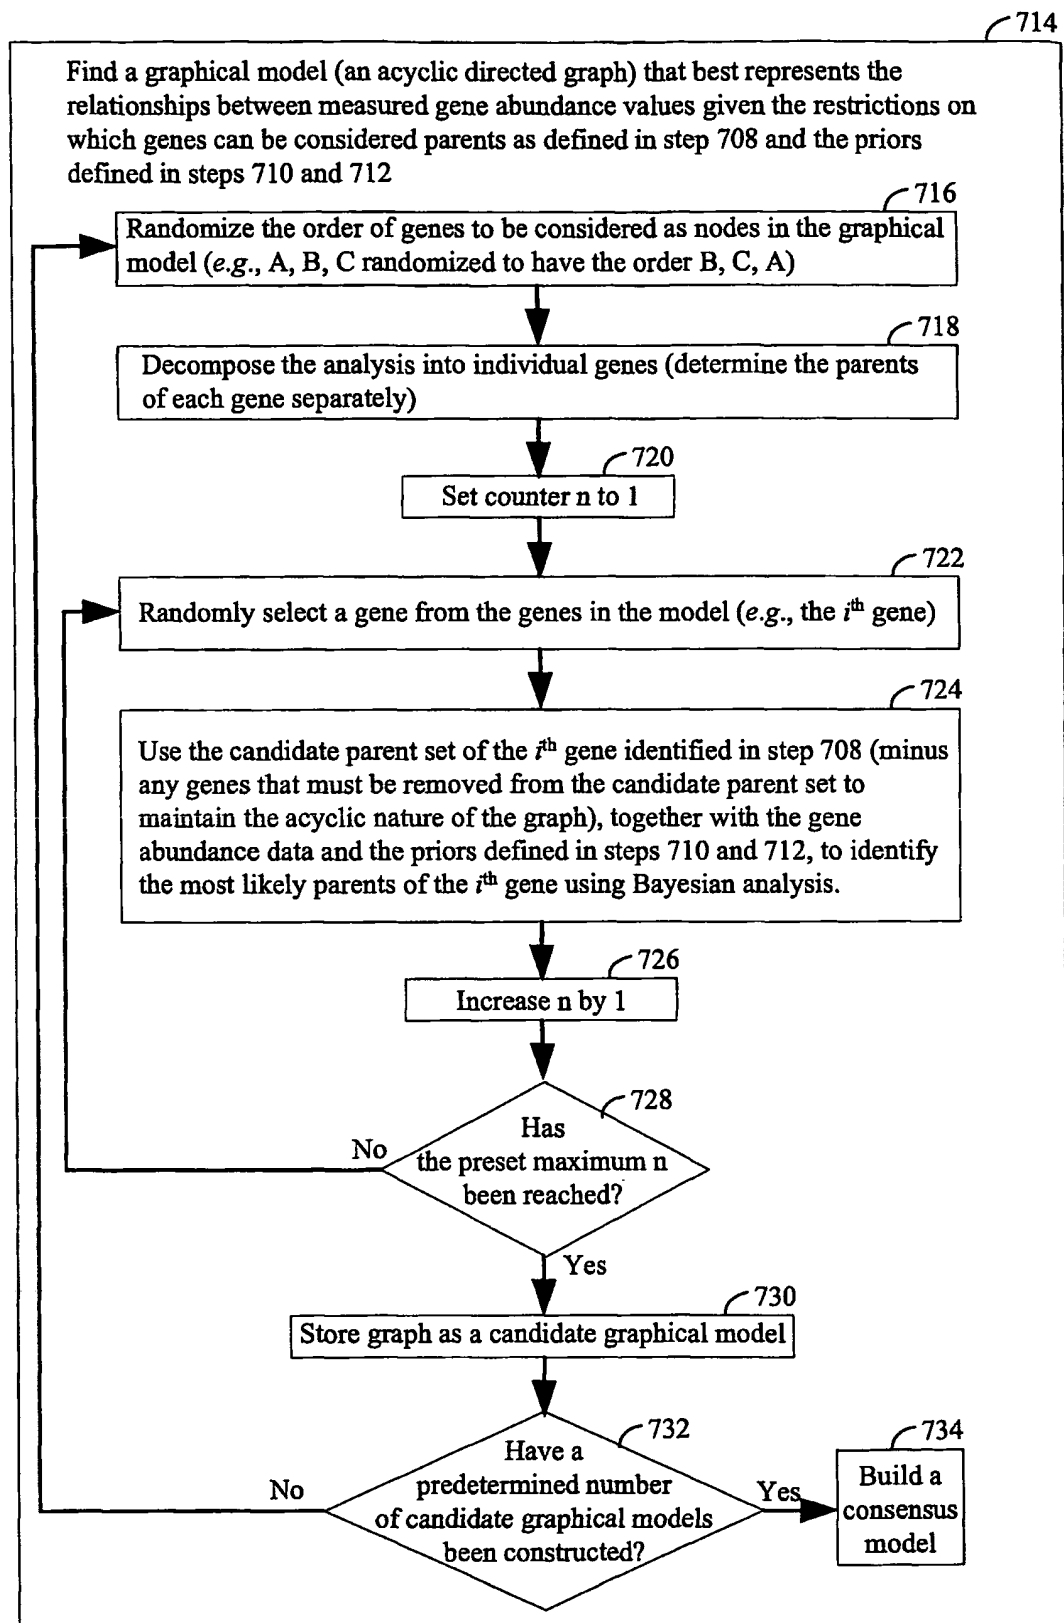 714
Find a graphical model (an acyclic directed graph) that best represents the
relationships between measured gene abundance values given the restrictions on
which genes can be considered parents as defined in step 708 and the priors
defined in steps 710 and 712
716
Randomize the order of genes to be considered as nodes in the graphical
model (e.g., A, B, C randomized to have the order B, C, A)
718
Decompose the analysis into individual genes (determine the parents
of each gene separately)
720
Set counter n to 1
722
Randomly select a gene from the genes in the model (e.g., the ith gene)
724
Use the candidate parent set of the ith gene identified in step 708 (minus
any genes that must be removed from the candidate parent set to
maintain the acyclic nature of the graph), together with the gene
abundance data and the priors defined in steps 710 and 712, to identify
the most likely parents of the ith gene using Bayesian analysis.
726
Increase n by 1
728
Has
the preset maximum n
been reached?
No
Yes
730
Store graph as a candidate graphical model
732
Have a
predetermined number
of candidate graphical models
been constructed?
No
Yes
734
Build a
consensus
model